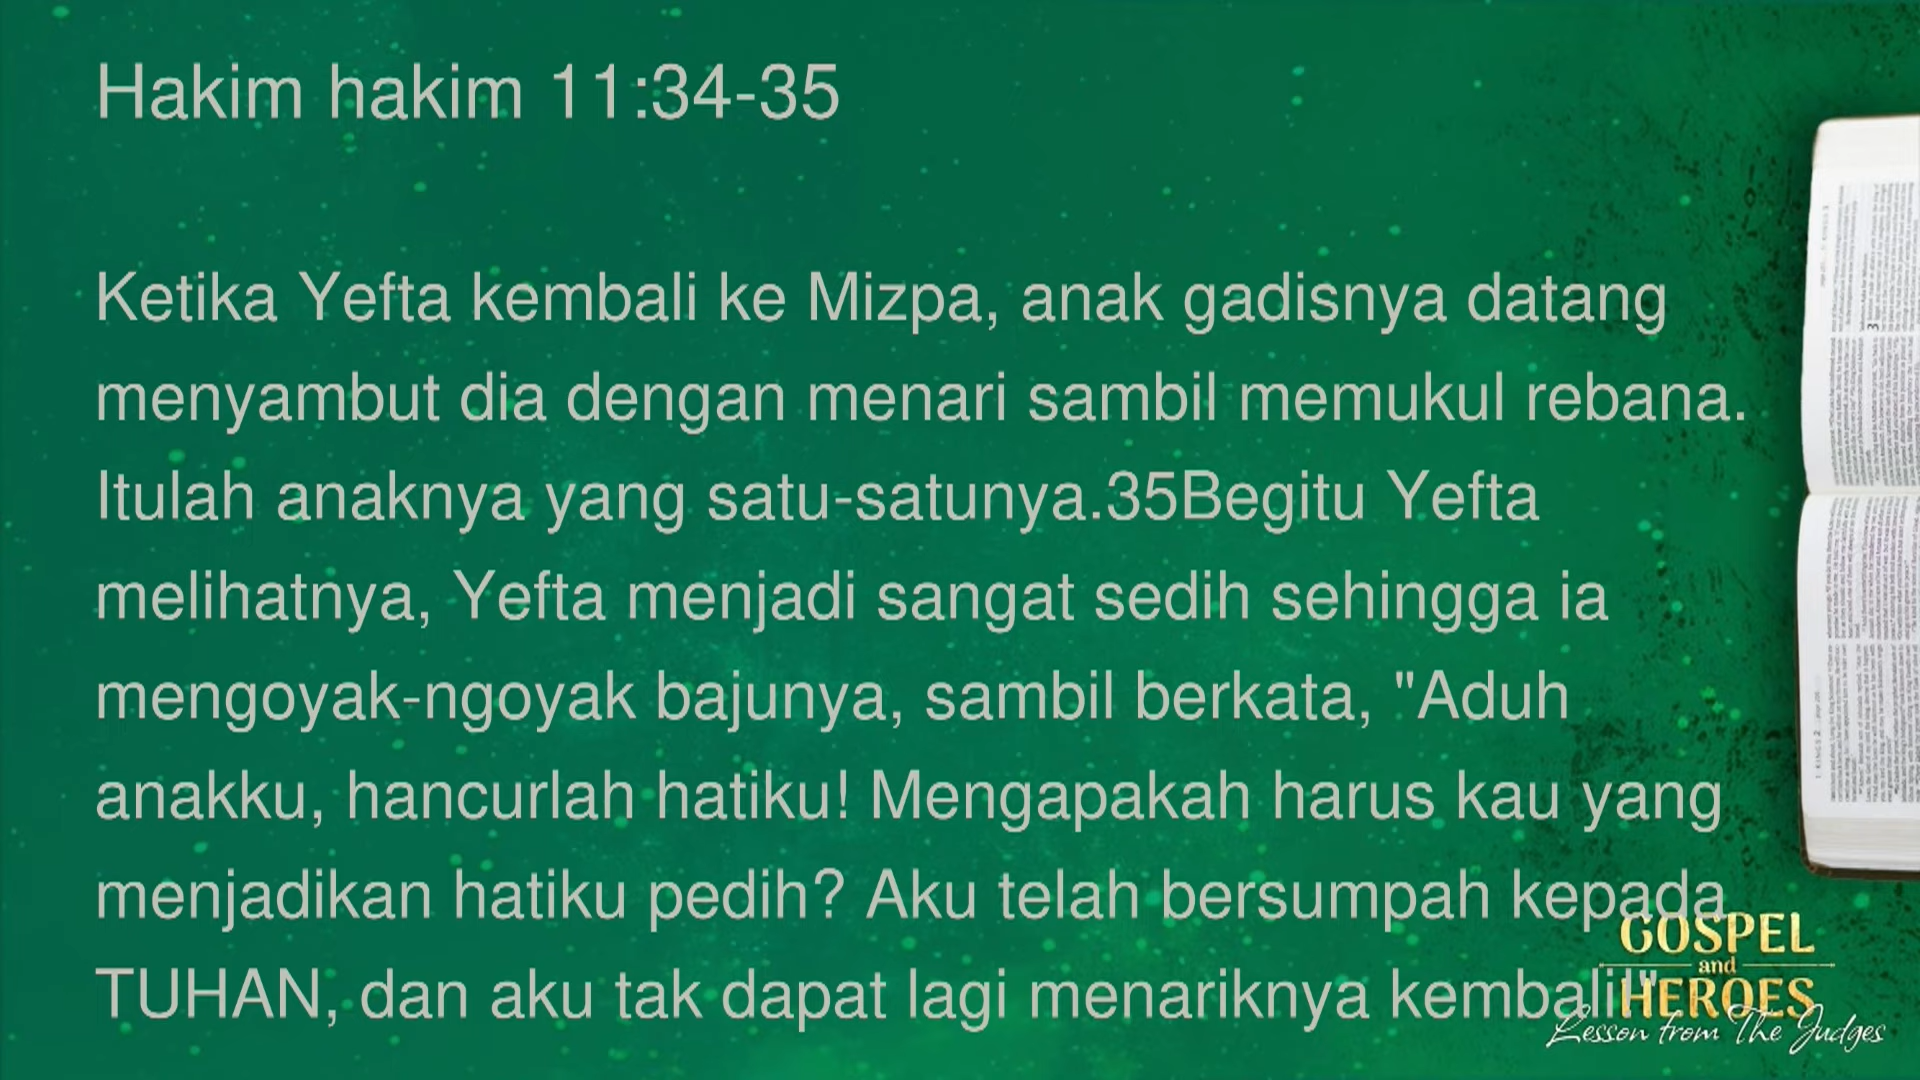 Hakim hakim 11:34-35
Ketika Yefta kembali ke Mizpa, anak gadisnya datang
menyambut dia dengan menari sambil memukul rebana.
Itulah anaknya yang satu-satunya.35Begitu Yefta
melihatnya, Yefta menjadi sangat sedih sehingga ia
mengoyak-ngoyak bajunya, sambil berkata, "Aduh
anakku, hancurlah hatiku! Mengapakah harus kau yang
menjadikan hatiku pedih? Aku telah bersumpah kepada
TUHAN, dan aku tak dapat lagi menariknya kembali!"
GOSPEL
and
HEROES
Lesson from The Judges